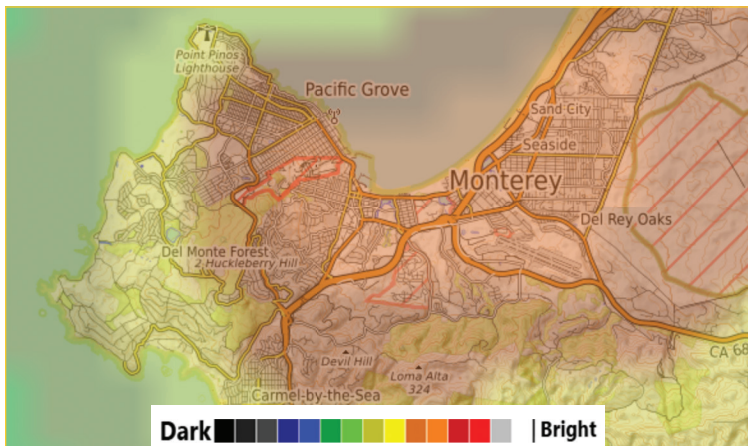 Point Pinos
Lighthouse
Pacific Grove
Sand City
Seaside
Monterey
Del Rey Oaks
Del Monte Forest
2 Huckleberry Hill
CA 68
Devil Hill
Loma Alta
324
Carmel-by-the-Sea
Dark | Bright